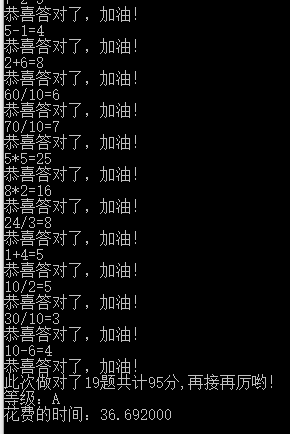 恭喜答对了，加油！
5-1=4
恭喜答对了，加油！
2+6=8
恭喜答对了，加油！
60/10=6
恭喜答对了，加油！
70/10=7
恭喜答对了，加油！
5*5=25
恭喜答对了，加油！
8*2=16
恭喜答对了，加油！
24/3=8
恭喜答对了，加油！
1+4=5
恭喜答对了，加油！
10/2=5
恭喜答对了，加油！
30/10=3
恭喜答对了，加油！
10-6=4
恭喜答对了，加油！
此次做对了19题共计95分,再接再厉哟!
等级：A
花费的时间：36.692000